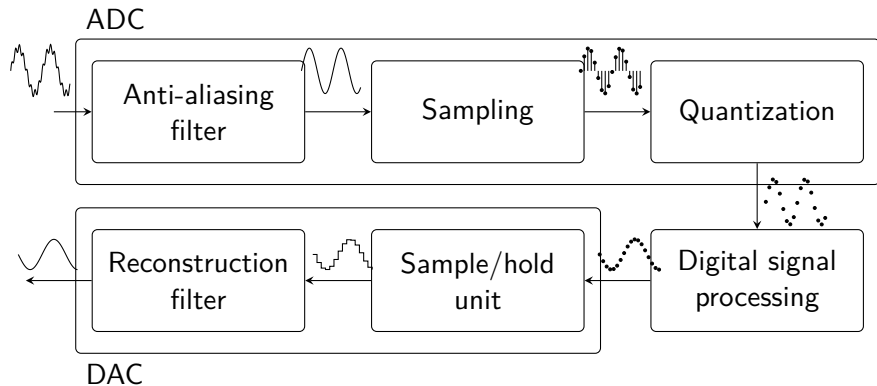 ADC
Anti-aliasing
filter
Sampling
Quantization
Digital signal
processing
Sample/hold
unit
Reconstruction
filter
DAC